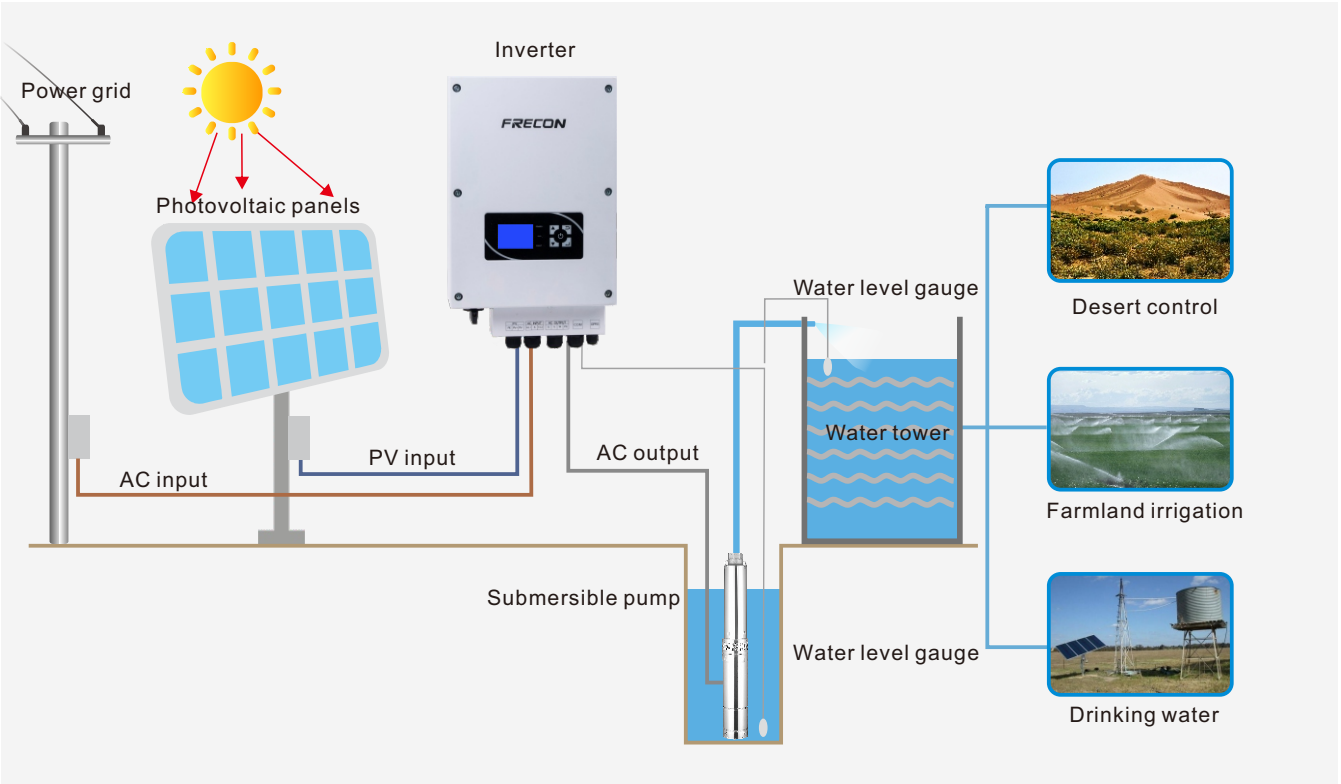 Inverter
Power grid
FRECON
Photovoltaic panels
Water level gauge
Desert control
Water tower
AC output
PV input
AC input
Farmland irrigation
Submersible pump
Water level gauge
Drinking water